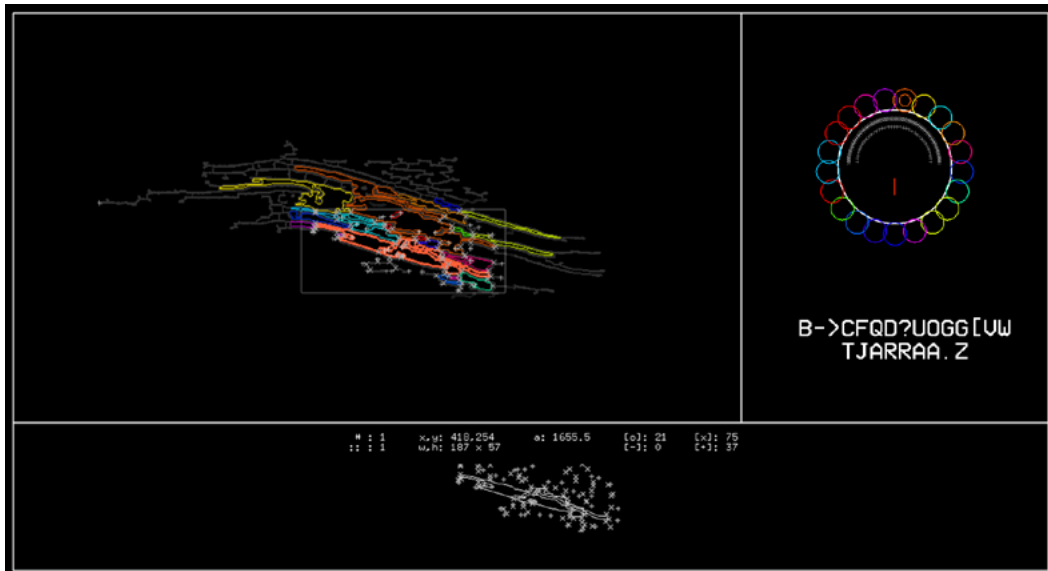 B->CFQD?UOGG[VW
TJARRAA.Z
# : 1 x,y: 418,254 a: 1655.5 [o]: 21 [x]: 75
:: : 1 w,h: 187 x 57 [-]: 0 [+]: 37